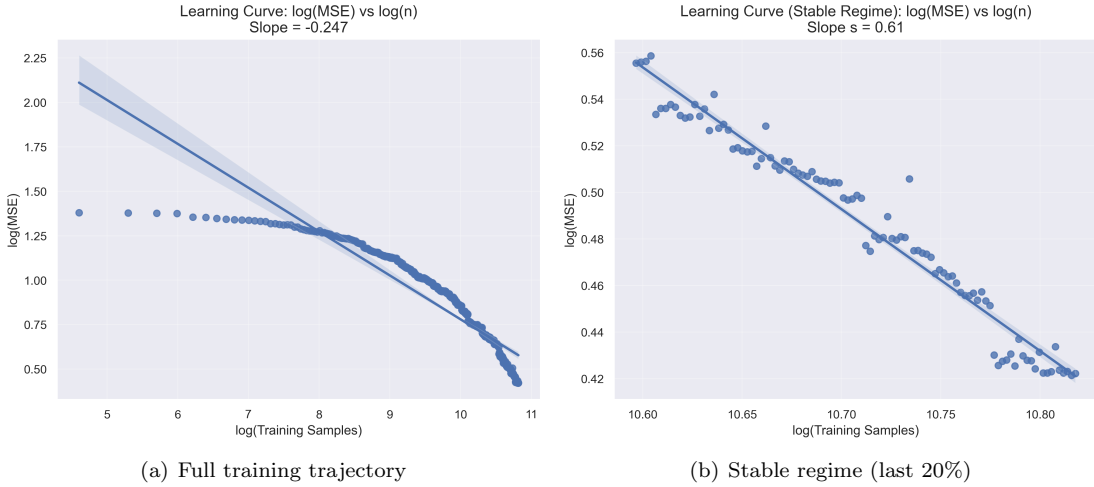 Learning Curve: log(MSE) vs log(n)
Slope = -0.247
2.25
2.00
1.75
1.50
1.25
1.00
0.75
0.50
log(MSE)
5 6 7 8 9 10 11
log(Training Samples)
(a) Full training trajectory
Learning Curve (Stable Regime): log(MSE) vs log(n)
Slope s = 0.61
0.56
0.54
0.52
0.50
0.48
0.46
0.44
0.42
log(MSE)
10.60 10.65 10.70 10.75 10.80
log(Training Samples)
(b) Stable regime (last 20%)